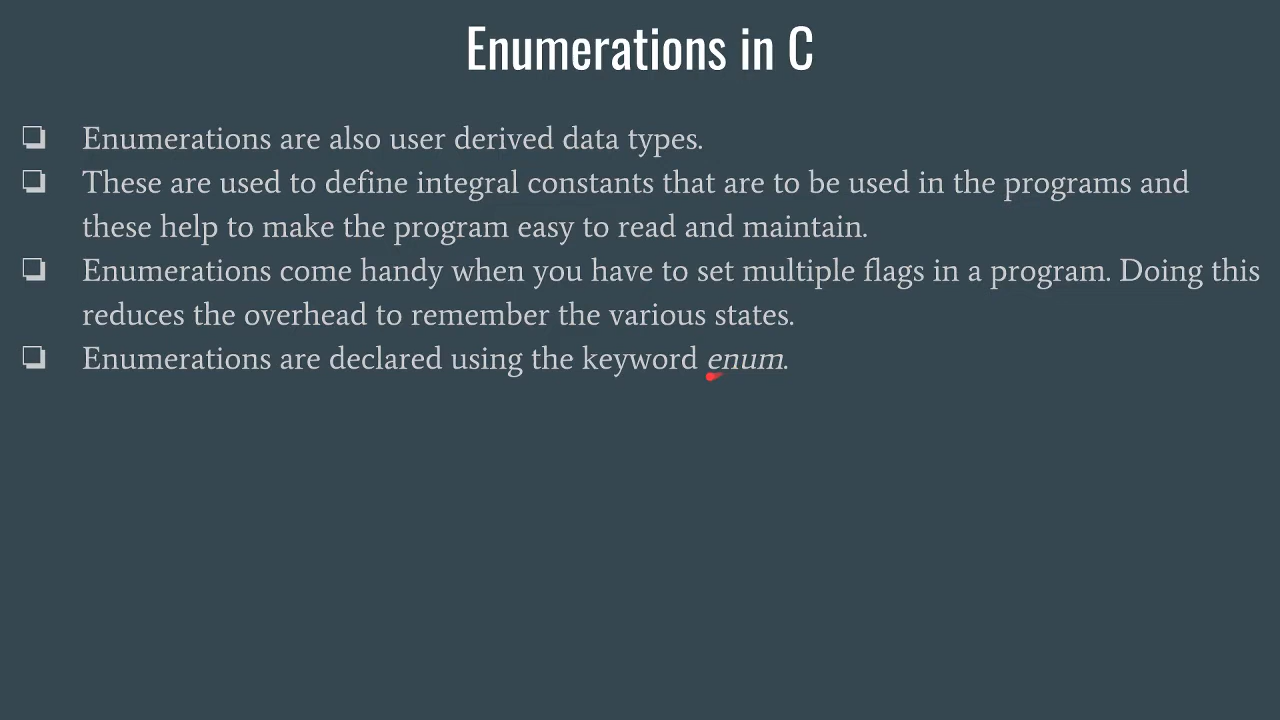 Enumerations in C
❏ Enumerations are also user derived data types.
❏ These are used to define integral constants that are to be used in the programs and
these help to make the program easy to read and maintain.
❏ Enumerations come handy when you have to set multiple flags in a program. Doing this
reduces the overhead to remember the various states.
❏ Enumerations are declared using the keyword enum.